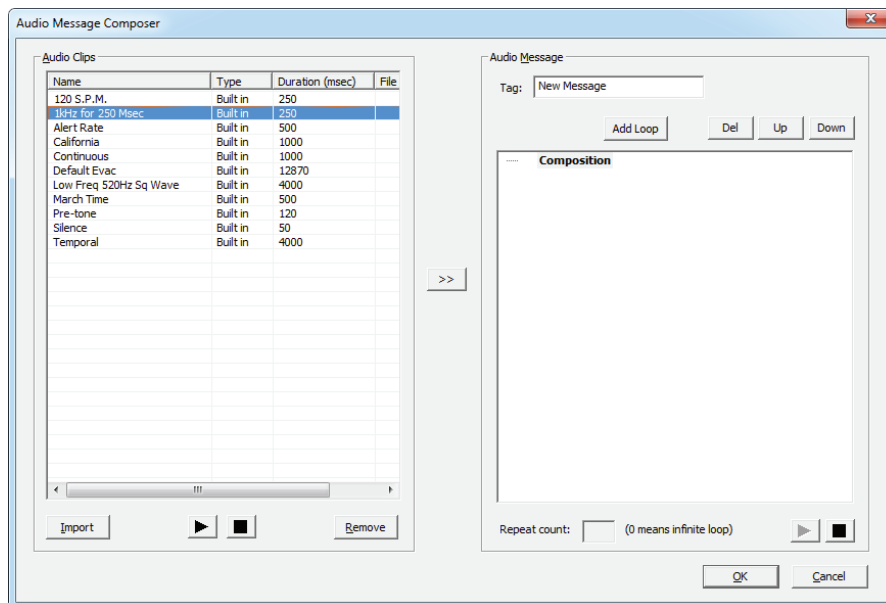 Audio Message Composer
Audio Clips
Name Type Duration (msec) File
120 S.P.M. Built in 250
1kHz for 250 Msec Built in 250
Alert Rate Built in 500
California Built in 1000
Continuous Built in 1000
Default Evac Built in 12870
Low Freq 520Hz Sq Wave Built in 4000
March Time Built in 500
Pre-tone Built in 120
Silence Built in 50
Temporal Built in 4000
Import
Remove
>>
Audio Message
Tag: New Message
Add Loop Del Up Down
Composition
Repeat count: (0 means infinite loop)
OK Cancel